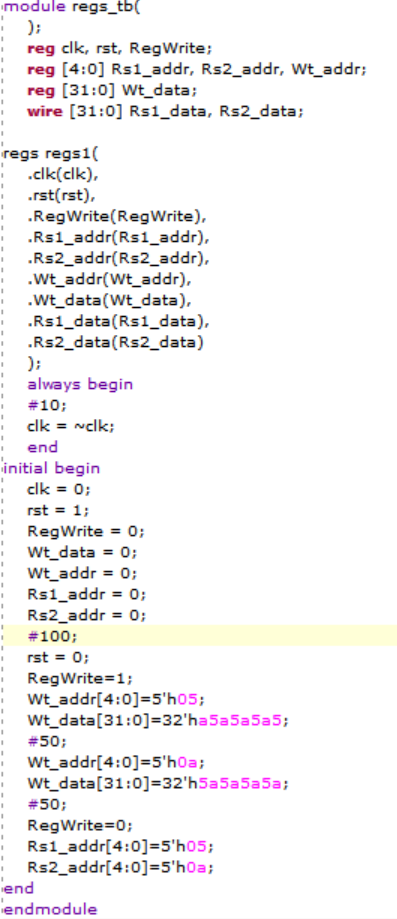 module regs_tb(
);
reg clk, rst, RegWrite;
reg [4:0] Rs1_addr, Rs2_addr, Wt_addr;
reg [31:0] Wt_data;
wire [31:0] Rs1_data, Rs2_data;
regs regs1(
.clk(clk),
.rst(rst),
.RegWrite(RegWrite),
.Rs1_addr(Rs1_addr),
.Rs2_addr(Rs2_addr),
.Wt_addr(Wt_addr),
.Wt_data(Wt_data),
.Rs1_data(Rs1_data),
.Rs2_data(Rs2_data)
);
always begin
#10;
clk = ~clk;
end
initial begin
clk = 0;
rst = 1;
RegWrite = 0;
Wt_data = 0;
Wt_addr = 0;
Rs1_addr = 0;
Rs2_addr = 0;
#100;
rst = 0;
RegWrite=1;
Wt_addr[4:0]=5'h05;
Wt_data[31:0]=32'ha5a5a5a5;
#50;
Wt_addr[4:0]=5'h0a;
Wt_data[31:0]=32'h5a5a5a5a;
#50;
RegWrite=0;
Rs1_addr[4:0]=5'h05;
Rs2_addr[4:0]=5'h0a;
end
endmodule